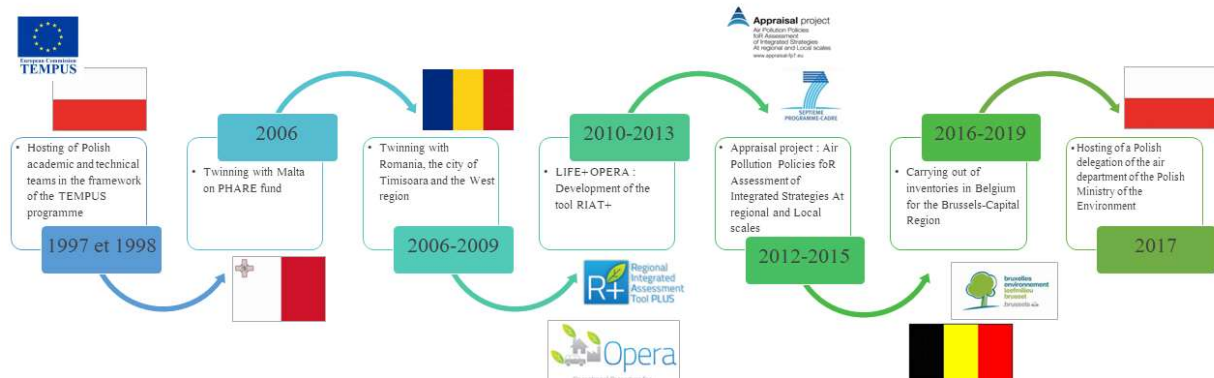 European Commission
TEMPUS
• Hosting of Polish
academic and technical
teams in the framework
of the TEMPUS
programme
1997 et 1998
2006
• Twinning with Malta
on PHARE fund
• Twinning with
Romania, the city of
Timisoara and the West
region
2006-2009
2010-2013
• LIFE+ OPERA :
Development of the
tool RIAT+
R+
Regional
Integrated
Assessment
Tool PLUS
Opera
Appraisal project
Air Pollution Policies
foR Assessment
of Integrated Strategies
At regional and Local scales
www.appraisal-fp7.eu
7
SEPTIEME
PROGRAMME-CADRE
• Appraisal project : Air
Pollution Policies foR
Assessment of
Integrated Strategies At
regional and Local
scales
2012-2015
2016-2019
• Carrying out of
inventories in Belgium
for the Brussels-Capital
Region
bruxelles
environnement
leefmilieu
brussel
.brussels
• Hosting of a Polish
delegation of the air
department of the Polish
Ministry of the
Environment
2017